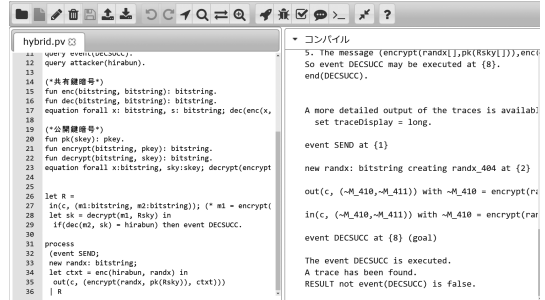 hybrid.pv
11 query event(DECSUCC).
12 query attacker(hirabun).
13
14 (*共有鍵暗号*)
15 fun enc(bitstring, bitstring): bitstring.
16 fun dec(bitstring, bitstring): bitstring.
17 equation forall x:bitstring, s: bitstring; dec(enc(x,
18
19 (*公開鍵暗号*)
20 fun pk(skey): pkey.
21 fun encrypt(bitstring, pkey): bitstring.
22 fun decrypt(bitstring, skey): bitstring.
23 equation forall x:bitstring, sky:skey; decrypt(encrypt
24
25
26 let R =
27 in(c, (m1:bitstring, m2:bitstring)); (* m1 = encrypt(
28 let sk = decrypt(m1, Rsky) in
29 if(dec(m2, sk) = hirabun) then event DECSUCC.
30
31 process
32 (event SEND;
33 new randx: bitstring;
34 let ctxt = enc(hirabun, randx) in
35 out(c, (encrypt(randx, pk(Rsky)), ctxt)))
36 | R
コンパイル
5. The message (encrypt(randx[],pk(Rsky[])),enc(
So event DECSUCC may be executed at {8}.
end(DECSUCC).
A more detailed output of the traces is availabl
set traceDisplay = long.
event SEND at {1}
new randx: bitstring creating randx_404 at {2}
out(c, (~M_410,~M_411)) with ~M_410 = encrypt(ra
in(c, (~M_410,~M_411)) with ~M_410 = encrypt(ran
event DECSUCC at {8} (goal)
The event DECSUCC is executed.
A trace has been found.
RESULT not event(DECSUCC) is false.